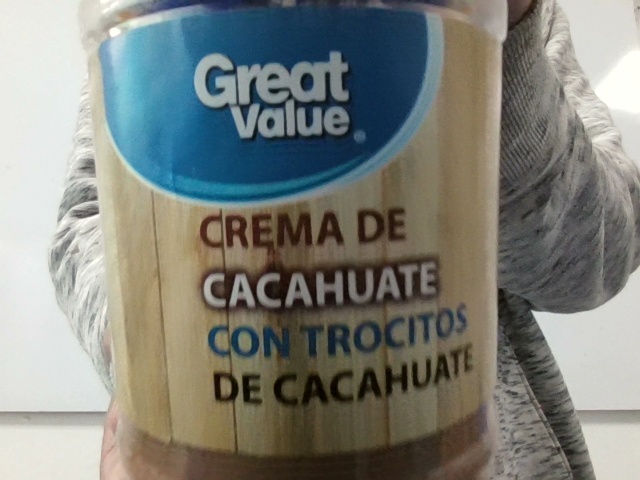 Great
Value
CREMA DE
CACAHUATE
CON TROCITOS
DE CACAHUATE